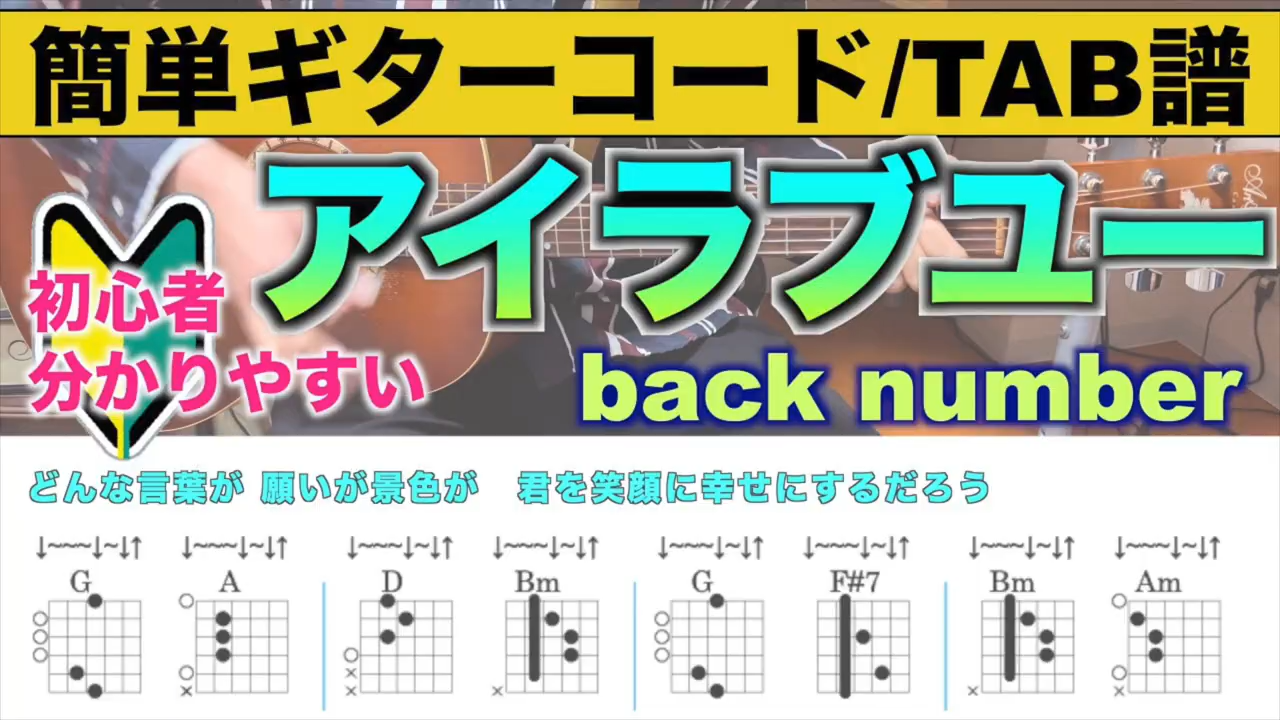 簡単ギターコード/TAB譜
アイラブユー
初心者
分かりやすい
back number
どんな言葉が 願いが景色が 君を笑顔に幸せにするだろう
↓~~~↓~↓↑ ↓~~~↓~↓↑ ↓~~~↓~↓↑ ↓~~~↓~↓↑ ↓~~~↓~↓↑ ↓~~~↓~↓↑ ↓~~~↓~↓↑ ↓~~~↓~↓↑
G A D Bm G F#7 Bm Am